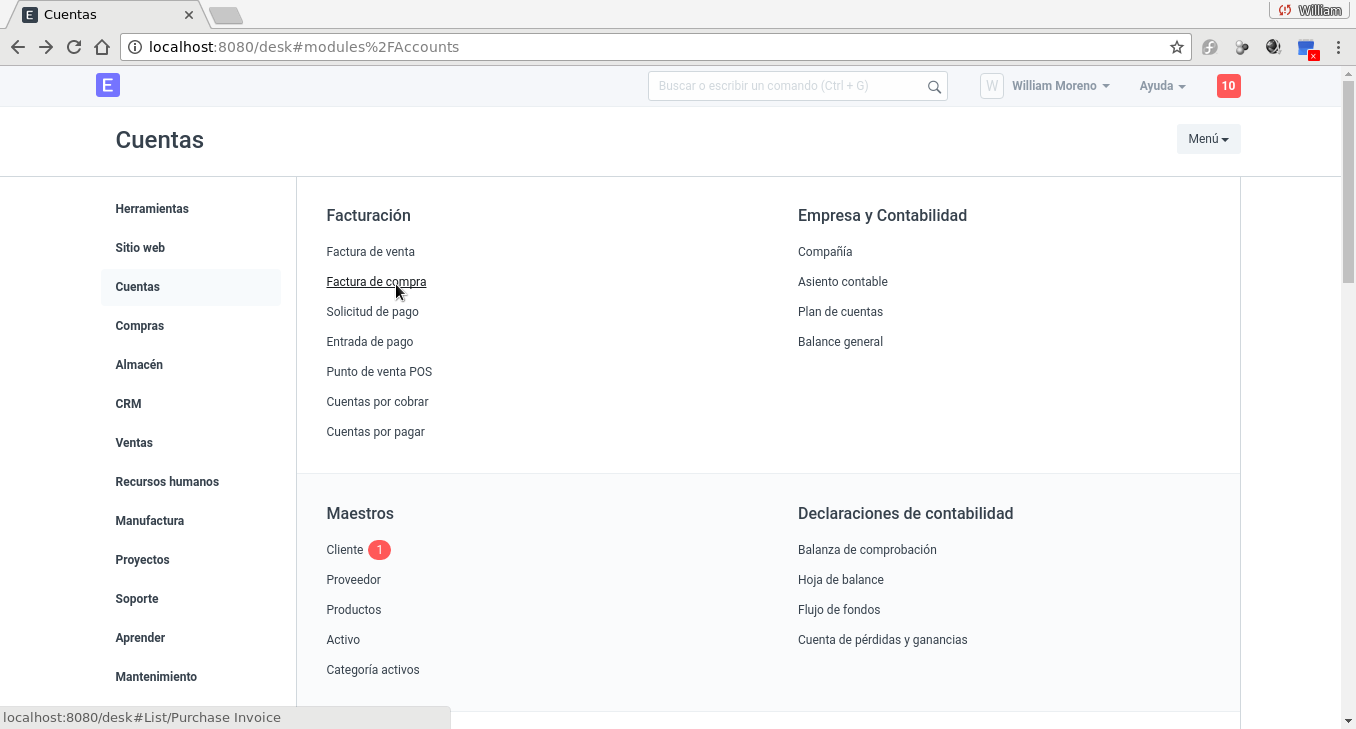 Cuentas
William
localhost:8080/desk#modules%2FAccounts
E
Buscar o escribir un comando (Ctrl + G)
W William Moreno
Ayuda
10
Cuentas
Menú
Herramientas
Sitio web
Cuentas
Compras
Almacén
CRM
Ventas
Recursos humanos
Manufactura
Proyectos
Soporte
Aprender
Mantenimiento
Facturación
Factura de venta
Factura de compra
Solicitud de pago
Entrada de pago
Punto de venta POS
Cuentas por cobrar
Cuentas por pagar
Empresa y Contabilidad
Compañía
Asiento contable
Plan de cuentas
Balance general
Maestros
Cliente 1
Proveedor
Productos
Activo
Categoría activos
Declaraciones de contabilidad
Balanza de comprobación
Hoja de balance
Flujo de fondos
Cuenta de pérdidas y ganancias
localhost:8080/desk#List/Purchase Invoice